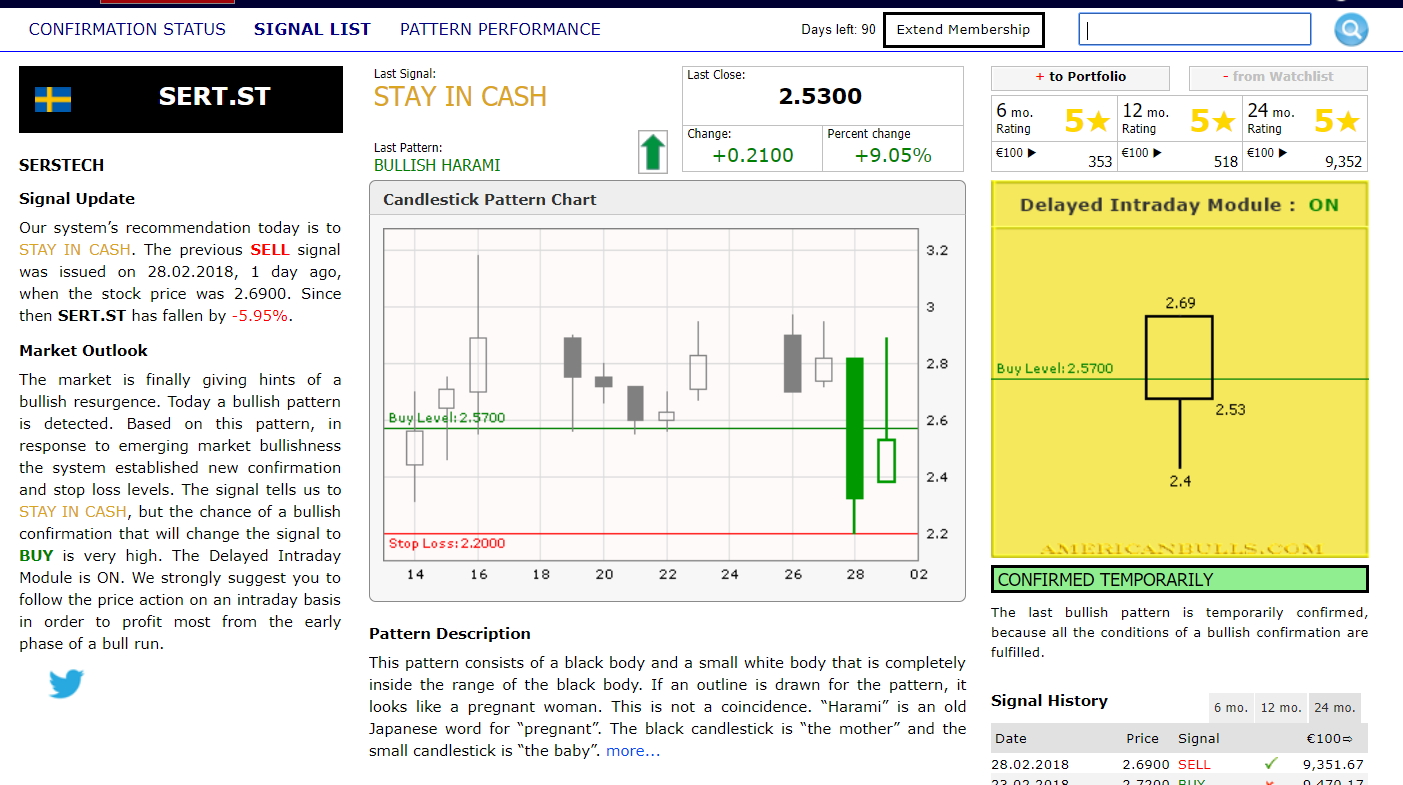 CONFIRMATION STATUS SIGNAL LIST PATTERN PERFORMANCE Days left: 90 Extend Membership
SERT.ST
SERSTECH
Signal Update
Our system's recommendation today is to
STAY IN CASH. The previous SELL signal
was issued on 28.02.2018, 1 day ago,
when the stock price was 2.6900. Since
then SERT.ST has fallen by -5.95%.
Market Outlook
The market is finally giving hints of a
bullish resurgence. Today a bullish pattern
is detected. Based on this pattern, in
response to emerging market bullishness
the system established new confirmation
and stop loss levels. The signal tells us to
STAY IN CASH, but the chance of a bullish
confirmation that will change the signal to
BUY is very high. The Delayed Intraday
Module is ON. We strongly suggest you to
follow the price action on an intraday basis
in order to profit most from the early
phase of a bull run.
Last Signal:
STAY IN CASH
Last Pattern:
BULLISH HARAMI
Last Close:
2.5300
Change:
+0.2100
Percent change
+9.05%
Candlestick Pattern Chart
3.2
3
2.8
2.6
2.4
2.2
Buy Level: 2.5700
Stop Loss: 2.2000
14 16 18 20 22 24 26 28 02
Pattern Description
This pattern consists of a black body and a small white body that is completely
inside the range of the black body. If an outline is drawn for the pattern, it
looks like a pregnant woman. This is not a coincidence. “Harami” is an old
Japanese word for “pregnant”. The black candlestick is “the mother” and the
small candlestick is “the baby”. more...
+ to Portfolio - from Watchlist
6 mo. Rating 5★
€100 ▶ 353
12 mo. Rating 5★
€100 ▶ 518
24 mo. Rating 5★
€100 ▶ 9,352
Delayed Intraday Module : ON
2.69
Buy Level: 2.5700
2.53
2.4
AMERICANBULLS.COM
CONFIRMED TEMPORARILY
The last bullish pattern is temporarily confirmed,
because all the conditions of a bullish confirmation are
fulfilled.
Signal History 6 mo. 12 mo. 24 mo.
Date Price Signal €100⇨
28.02.2018 2.6900 SELL ✓ 9,351.67
23.02.2018 2.7200 BUY 9,470.17